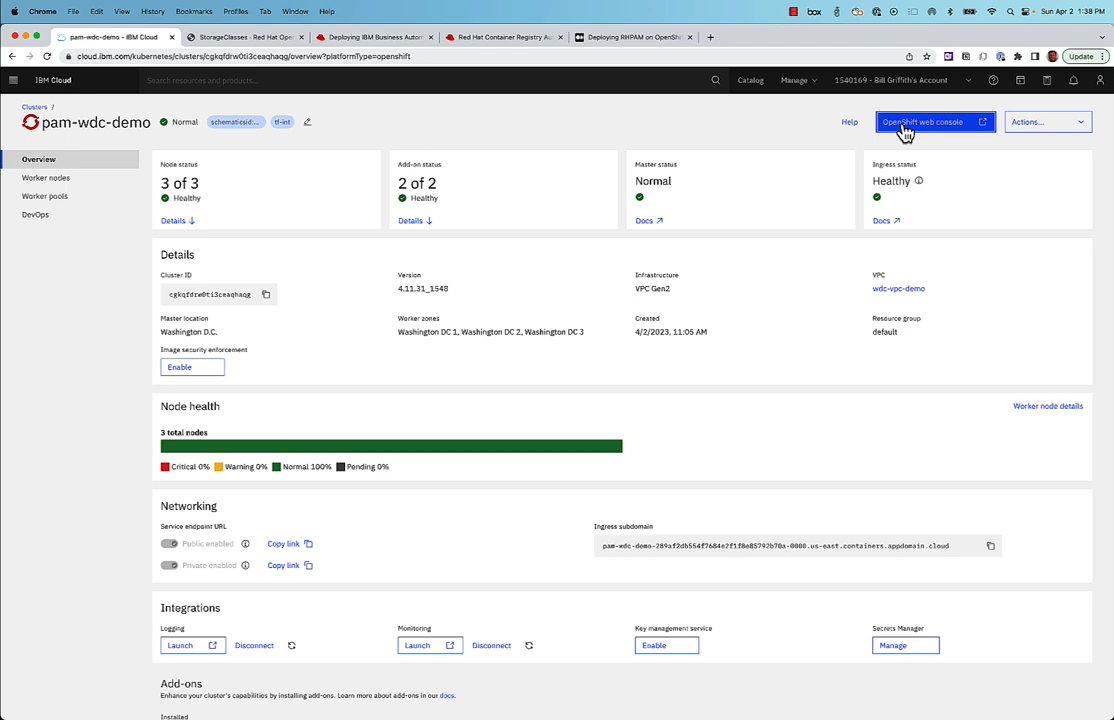 Chrome File Edit View History Bookmarks Profiles Tab Window Help box Sun Apr 2 1:38 PM
pam-wdc-demo - IBM Cloud StorageClasses - Red Hat Ope Deploying IBM Business Autom Red Hat Container Registry Aut Deploying RHPAM on OpenShif
cloud.ibm.com/kubernetes/clusters/cgkqfdrw0ti3ceaqhaqg/overview?platformType=openshift Update
IBM Cloud Search resources and products... Catalog Manage 1540169 - Bill Griffith's Account
Clusters /
pam-wdc-demo Normal schematicsid:... tf-int Help OpenShift web console Actions...
Overview
Worker nodes
Worker pools
DevOps
Node status Add-on status Master status Ingress status
3 of 3 2 of 2 Normal Healthy
Healthy Healthy
Details Details Docs Docs
Details
Cluster ID Version Infrastructure VPC
cgkqfdrw0ti3ceaqhaqg 4.11.31_1548 VPC Gen2 wdc-vpc-demo
Master location Worker zones Created Resource group
Washington D.C. Washington DC 1, Washington DC 2, Washington DC 3 4/2/2023, 11:05 AM default
Image security enforcement
Enable
Node health Worker node details
3 total nodes
Critical 0% Warning 0% Normal 100% Pending 0%
Networking
Service endpoint URL Ingress subdomain
Public enabled Copy link pam-wdc-demo-289af2db554f7684e2f1f8e85792b70a-0000.us-east.containers.appdomain.cloud
Private enabled Copy link
Integrations
Logging Monitoring Key management service Secrets Manager
Launch Disconnect Launch Disconnect Enable Manage
Add-ons
Enhance your cluster's capabilities by installing add-ons. Learn more about add-ons in our docs.
Installed